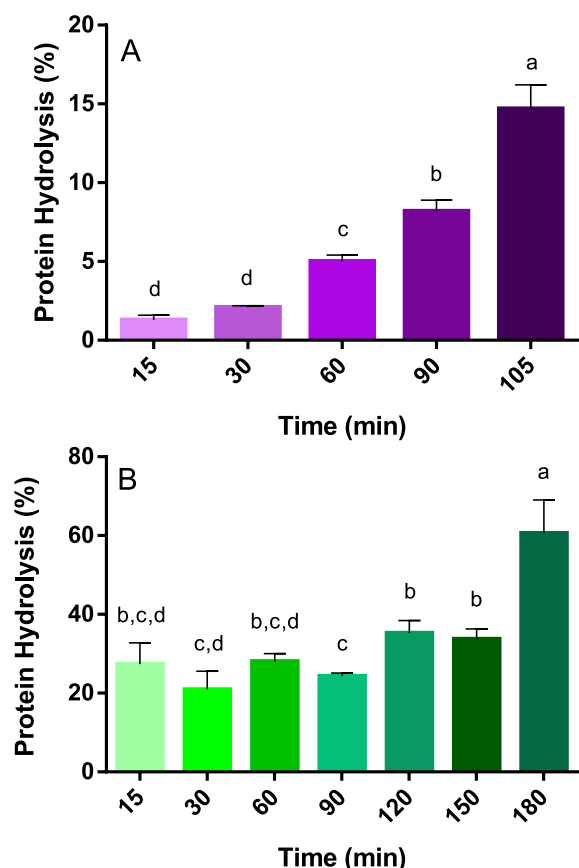 A
Protein Hydrolysis (%)
20
15
10
5
0
d
d
c
b
a
15
30
60
90
105
Time (min)
B
Protein Hydrolysis (%)
80
60
40
20
0
b,c,d
c,d
b,c,d
c
b
b
a
15
30
60
90
120
150
180
Time (min)